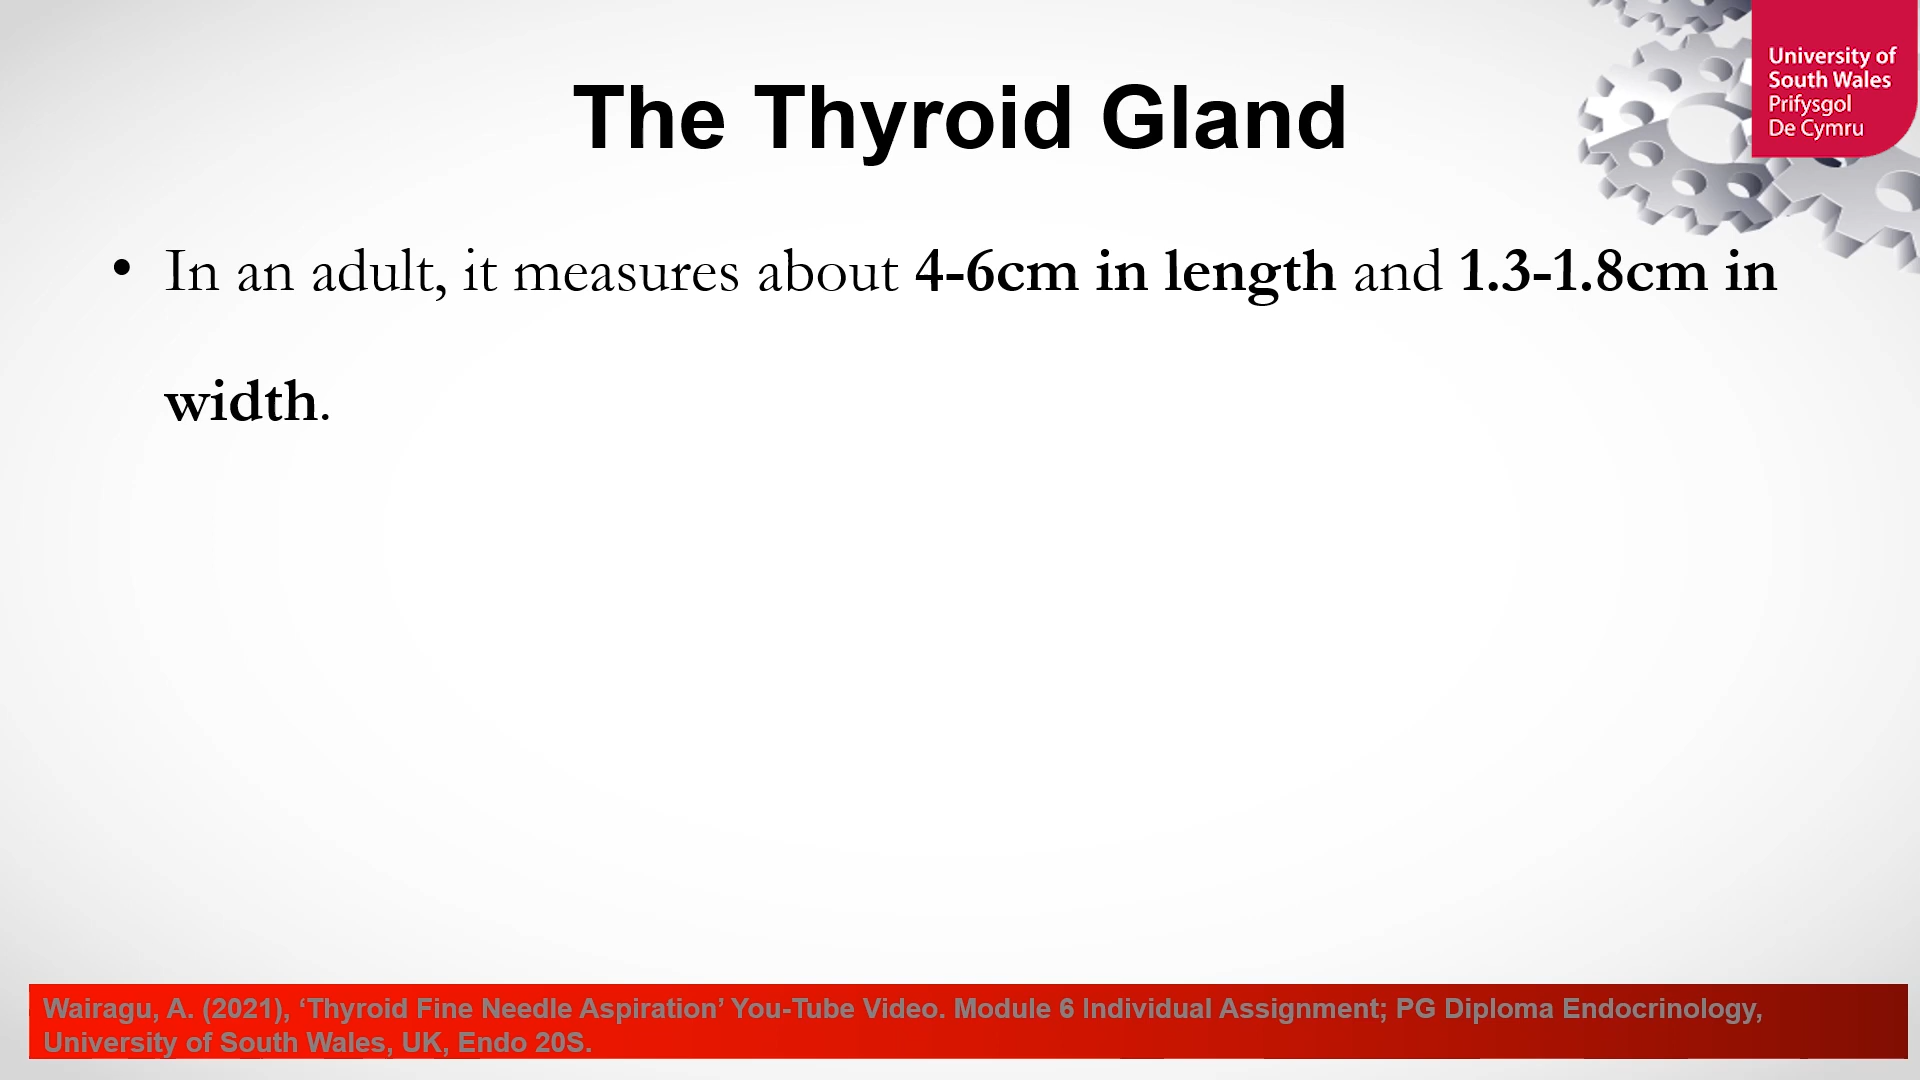 The Thyroid Gland
University of
South Wales
Prifysgol
De Cymru
• In an adult, it measures about 4-6cm in length and 1.3-1.8cm in
width.
Wairagu, A. (2021), ‘Thyroid Fine Needle Aspiration’ You-Tube Video. Module 6 Individual Assignment; PG Diploma Endocrinology,
University of South Wales, UK, Endo 20S.